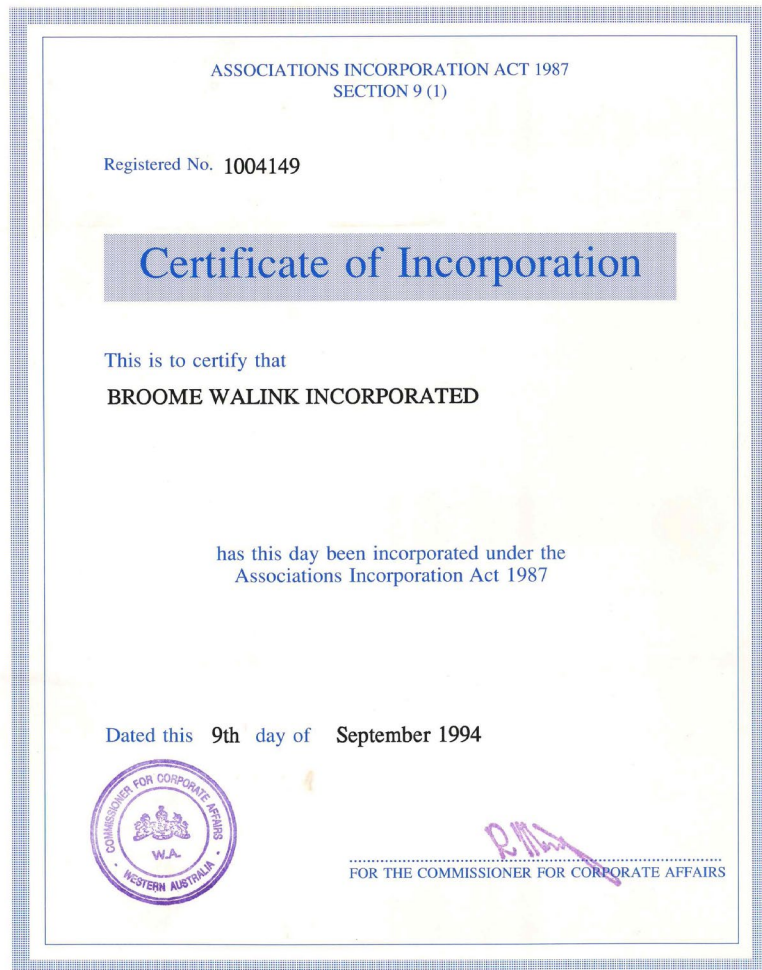 ASSOCIATIONS INCORPORATION ACT 1987
SECTION 9 (1)
Registered No. 1004149
Certificate of Incorporation
This is to certify that
BROOME WALINK INCORPORATED
has this day been incorporated under the
Associations Incorporation Act 1987
Dated this 9th day of September 1994
COMMISSIONER FOR CORPORATE AFFAIRS
W.A.
WESTERN AUSTRALIA
FOR THE COMMISSIONER FOR CORPORATE AFFAIRS